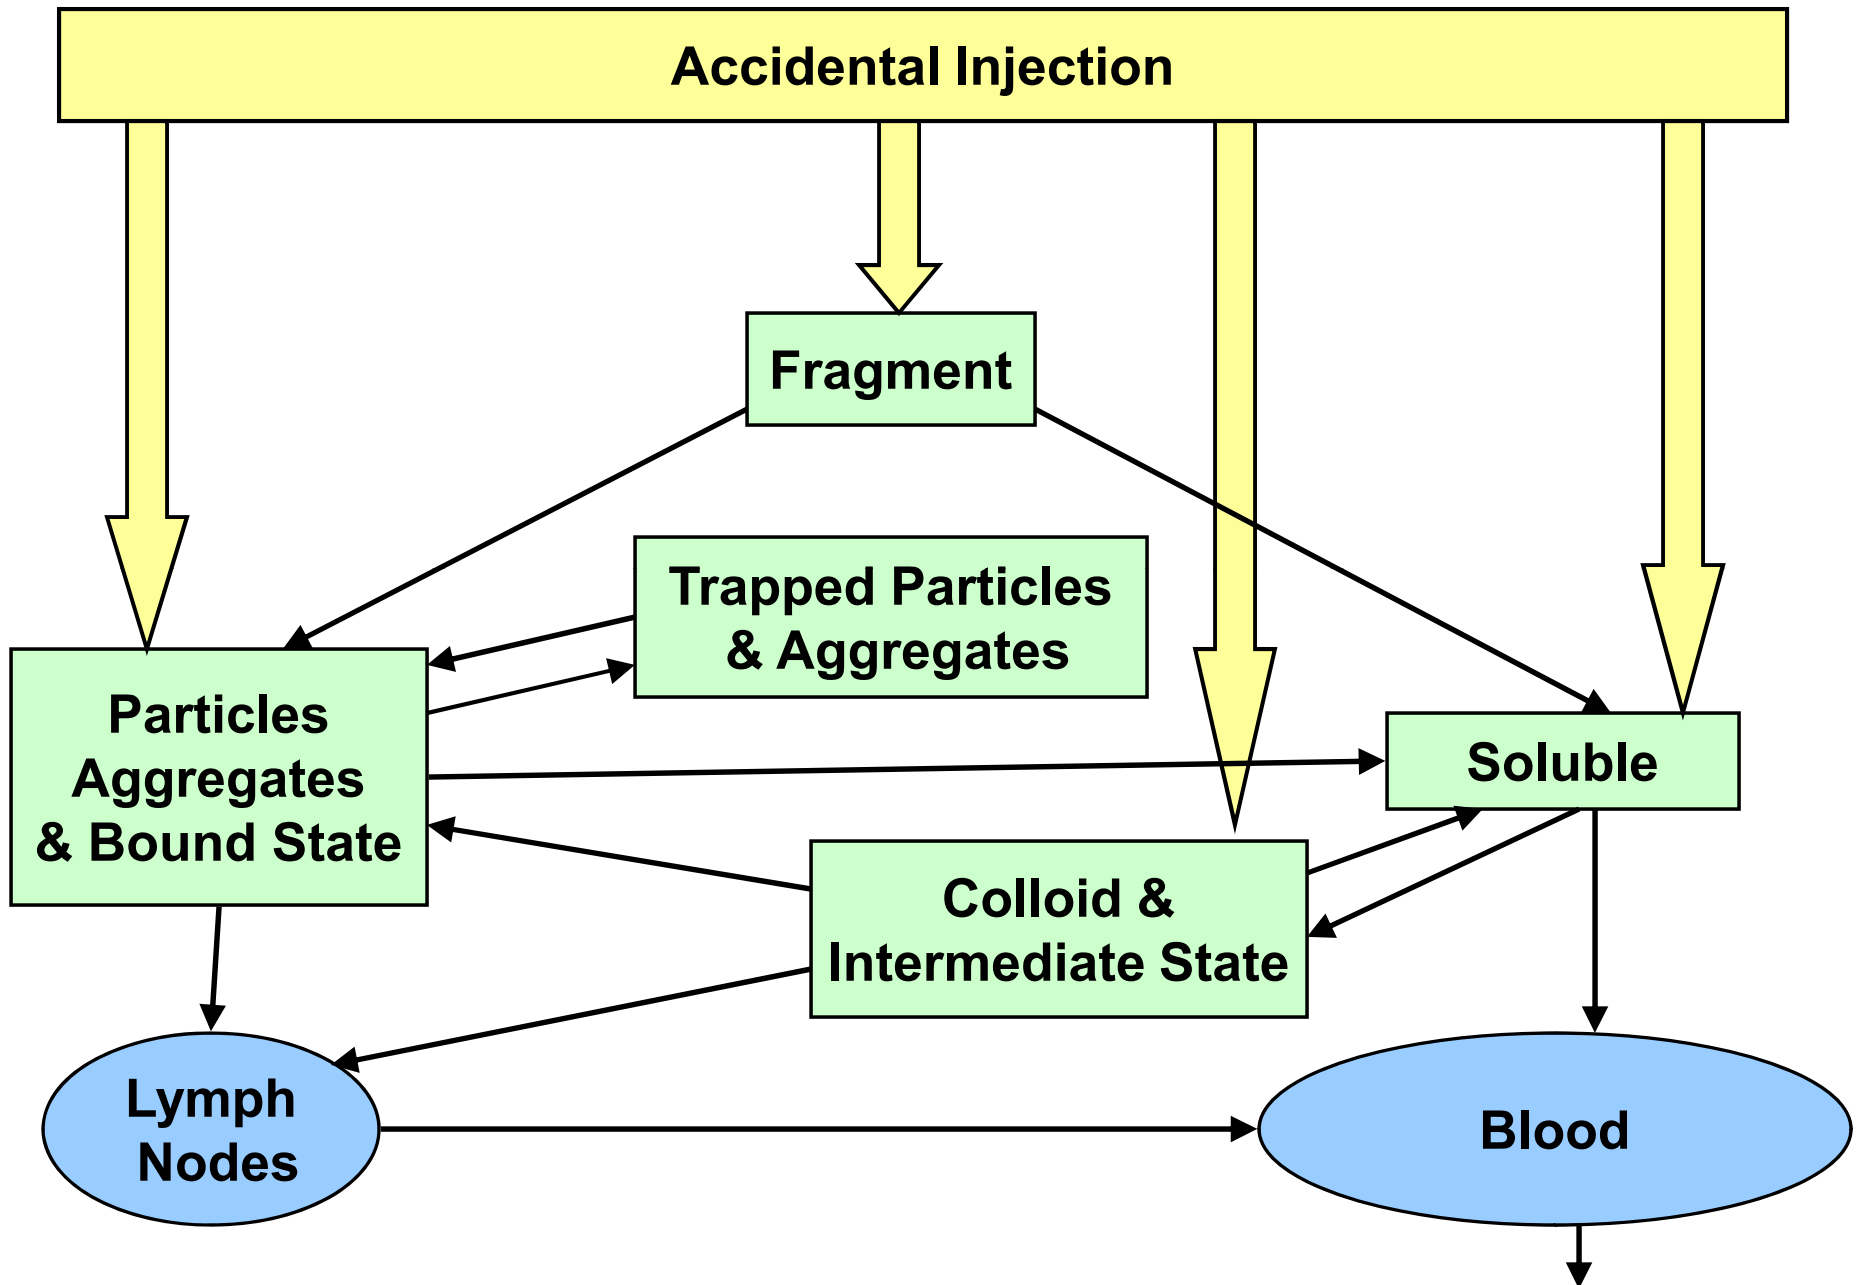 Accidental Injection
Fragment
Trapped Particles
& Aggregates
Particles
Aggregates
& Bound State
Soluble
Colloid &
Intermediate State
Lymph
Nodes
Blood